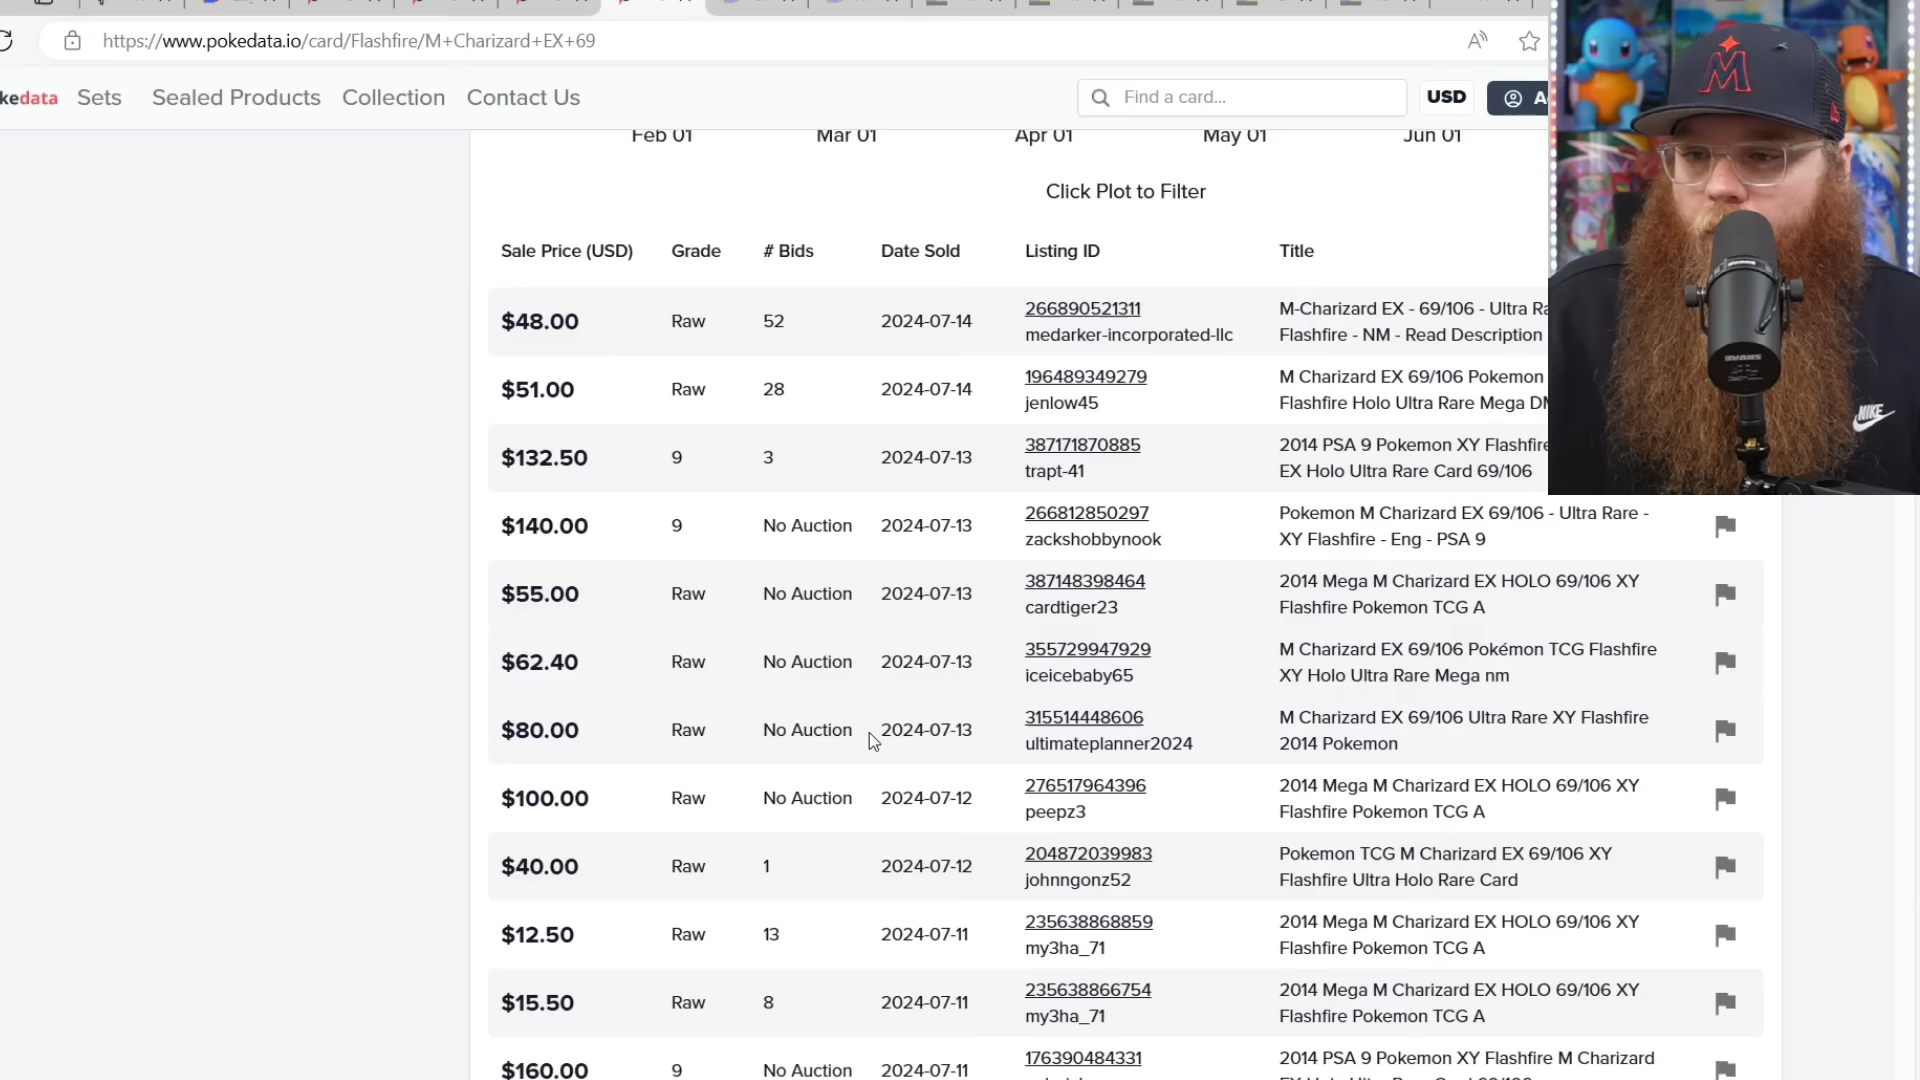 https://www.pokedata.io/card/Flashfire/M+Charizard+EX+69
kedata Sets Sealed Products Collection Contact Us Find a card... USD A
Feb 01 Mar 01 Apr 01 May 01 Jun 01
Click Plot to Filter
Sale Price (USD) Grade # Bids Date Sold Listing ID Title
$48.00 Raw 52 2024-07-14 266890521311 medarker-incorporated-llc M-Charizard EX - 69/106 - Ultra Ra
Flashfire - NM - Read Description
$51.00 Raw 28 2024-07-14 196489349279 jenlow45 M Charizard EX 69/106 Pokemon
Flashfire Holo Ultra Rare Mega DM
$132.50 9 3 2024-07-13 387171870885 trapt-41 2014 PSA 9 Pokemon XY Flashfire
EX Holo Ultra Rare Card 69/106
$140.00 9 No Auction 2024-07-13 266812850297 zackshobbynook Pokemon M Charizard EX 69/106 - Ultra Rare -
XY Flashfire - Eng - PSA 9
$55.00 Raw No Auction 2024-07-13 387148398464 cardtiger23 2014 Mega M Charizard EX HOLO 69/106 XY
Flashfire Pokemon TCG A
$62.40 Raw No Auction 2024-07-13 355729947929 iceicebaby65 M Charizard EX 69/106 Pokémon TCG Flashfire
XY Holo Ultra Rare Mega nm
$80.00 Raw No Auction 2024-07-13 315514448606 ultimateplanner2024 M Charizard EX 69/106 Ultra Rare XY Flashfire
2014 Pokemon
$100.00 Raw No Auction 2024-07-12 276517964396 peepz3 2014 Mega M Charizard EX HOLO 69/106 XY
Flashfire Pokemon TCG A
$40.00 Raw 1 2024-07-12 204872039983 johnngonz52 Pokemon TCG M Charizard EX 69/106 XY
Flashfire Ultra Holo Rare Card
$12.50 Raw 13 2024-07-11 235638868859 my3ha_71 2014 Mega M Charizard EX HOLO 69/106 XY
Flashfire Pokemon TCG A
$15.50 Raw 8 2024-07-11 235638866754 my3ha_71 2014 Mega M Charizard EX HOLO 69/106 XY
Flashfire Pokemon TCG A
$160.00 9 No Auction 2024-07-11 176390484331 2014 PSA 9 Pokemon XY Flashfire M Charizard
M
NIKE